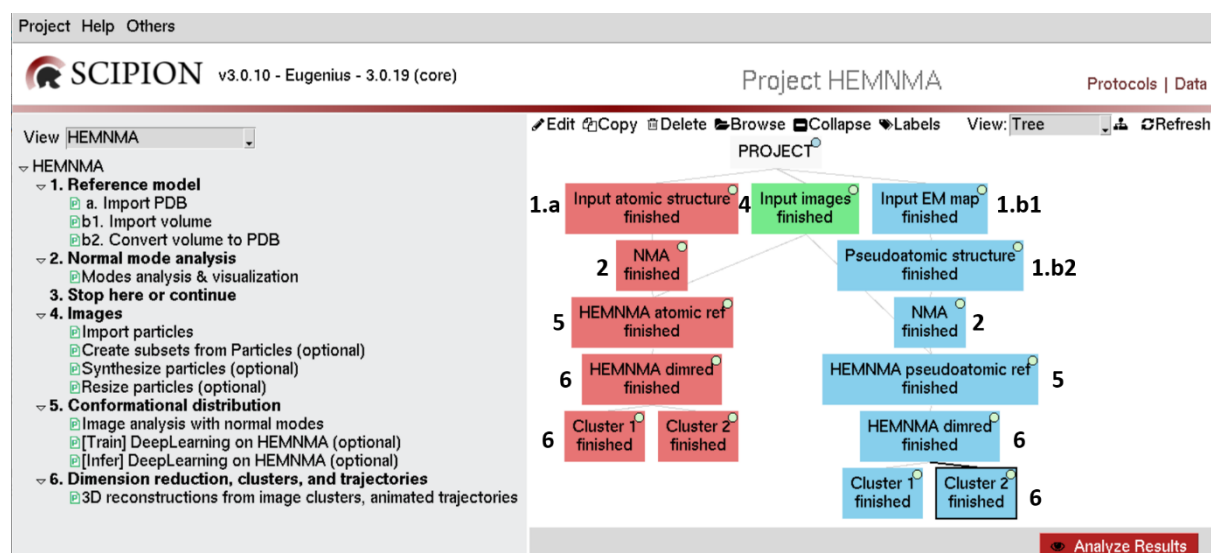 Project Help Others
SCIPION v3.0.10 - Eugenius - 3.0.19 (core)
Project HEMNMA
Protocols | Data
View HEMNMA
HEMNMA
1. Reference model
a. Import PDB
b1. Import volume
b2. Convert volume to PDB
2. Normal mode analysis
Modes analysis & visualization
3. Stop here or continue
4. Images
Import particles
Create subsets from Particles (optional)
Synthesize particles (optional)
Resize particles (optional)
5. Conformational distribution
Image analysis with normal modes
[Train] DeepLearning on HEMNMA (optional)
[Infer] DeepLearning on HEMNMA (optional)
6. Dimension reduction, clusters, and trajectories
3D reconstructions from image clusters, animated trajectories
Edit Copy Delete Browse Collapse Labels View: Tree Refresh
PROJECT
1.a
Input atomic structure
finished
4
Input images
finished
Input EM map
finished
1.b1
2
NMA
finished
Pseudoatomic structure
finished
1.b2
5
HEMNMA atomic ref
finished
NMA
finished
2
6
HEMNMA dimred
finished
HEMNMA pseudoatomic ref
finished
5
6
Cluster 1
finished
Cluster 2
finished
HEMNMA dimred
finished
6
Cluster 1
finished
Cluster 2
finished
6
Analyze Results